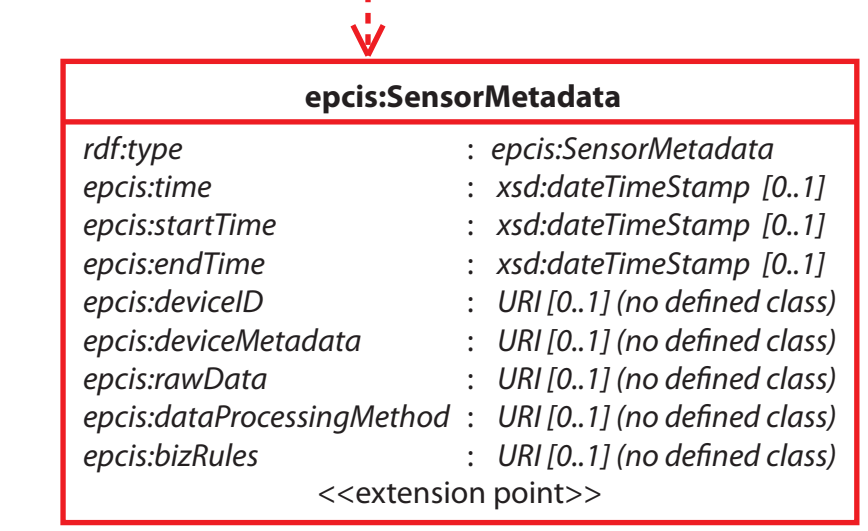 epcis:SensorMetadata
rdf:type : epcis:SensorMetadata
epcis:time : xsd:dateTimeStamp [0..1]
epcis:startTime : xsd:dateTimeStamp [0..1]
epcis:endTime : xsd:dateTimeStamp [0..1]
epcis:deviceID : URI [0..1] (no defined class)
epcis:deviceMetadata : URI [0..1] (no defined class)
epcis:rawData : URI [0..1] (no defined class)
epcis:dataProcessingMethod : URI [0..1] (no defined class)
epcis:bizRules : URI [0..1] (no defined class)
<<extension point>>